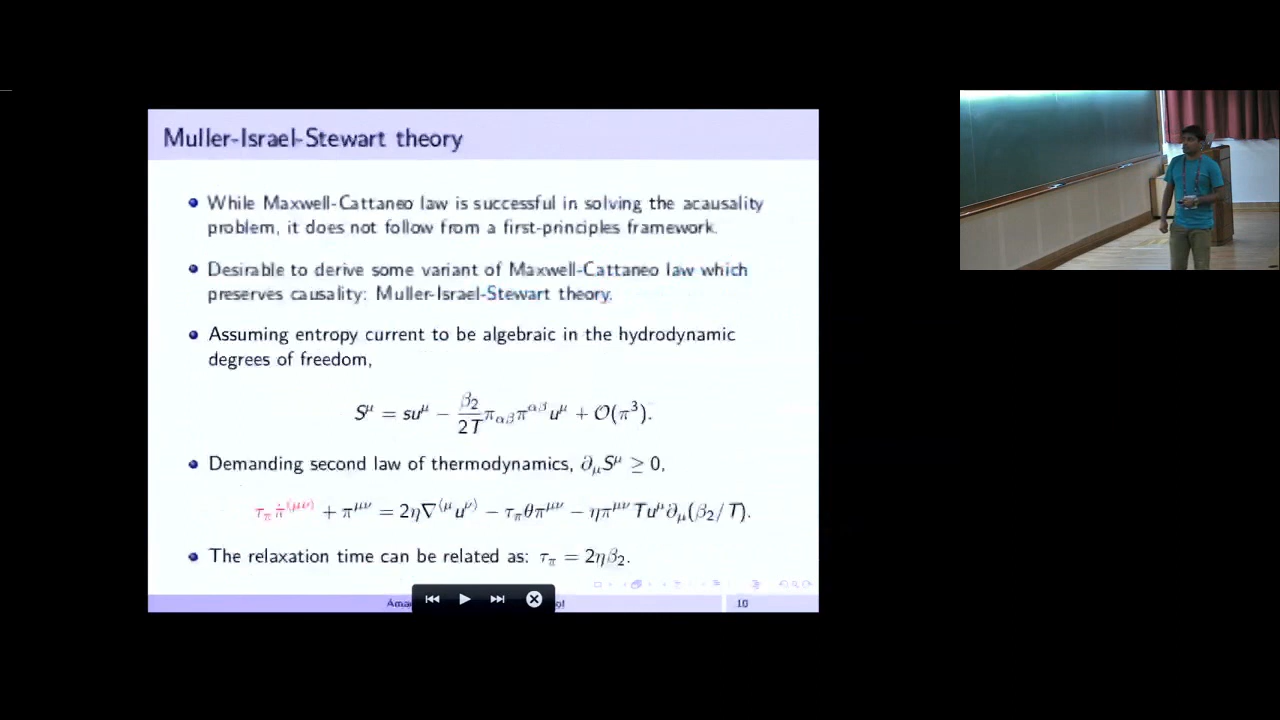 Muller-Israel-Stewart theory
While Maxwell-Cattaneo law is successful in solving the acausality
problem, it does not follow from a first-principles framework.
Desirable to derive some variant of Maxwell-Cattaneo law which
preserves causality: Muller-Israel-Stewart theory.
Assuming entropy current to be algebraic in the hydrodynamic
degrees of freedom,
S^μ = su^μ − β₂/2T π_{αβ}π^{αβ}u^μ + O(π³).
Demanding second law of thermodynamics, ∂_μS^μ ≥ 0,
τ_π π̇^{⟨μν⟩} + π^{μν} = 2η∇^{⟨μ}u^{ν⟩} − τ_πθπ^{μν} − ηπ^{μν}Tu^μ∂_μ(β₂/T).
The relaxation time can be related as: τ_π = 2ηβ₂.
10